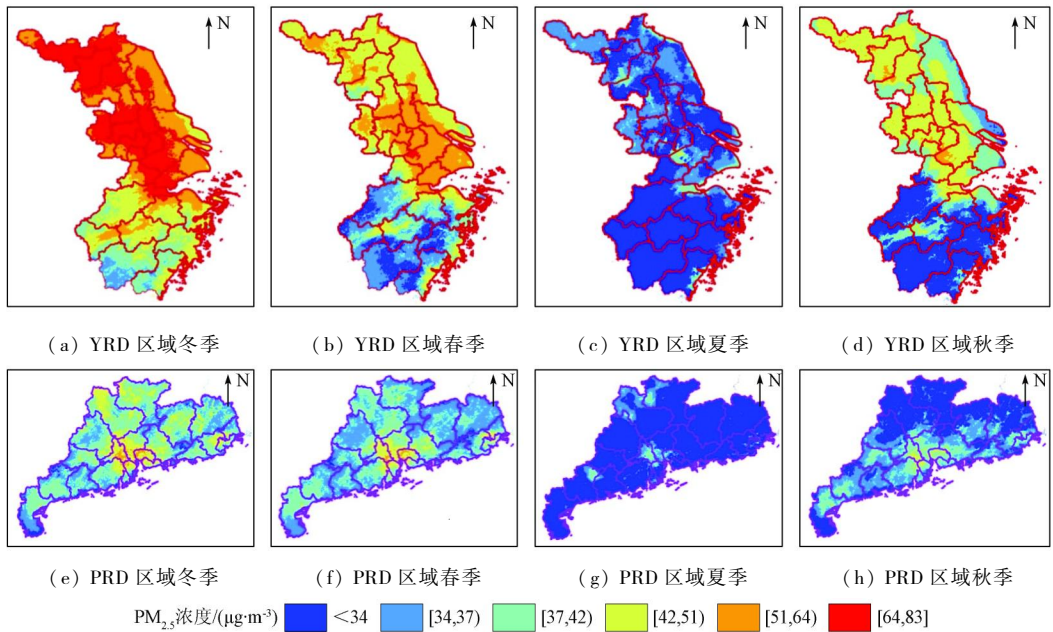 N N N N
(a) YRD 区域冬季 (b) YRD 区域春季 (c) YRD 区域夏季 (d) YRD 区域秋季
N N N N
(e) PRD 区域冬季 (f) PRD 区域春季 (g) PRD 区域夏季 (h) PRD 区域秋季
PM2.5浓度/(μg·m⁻³) <34 [34,37) [37,42) [42,51) [51,64) [64,83]